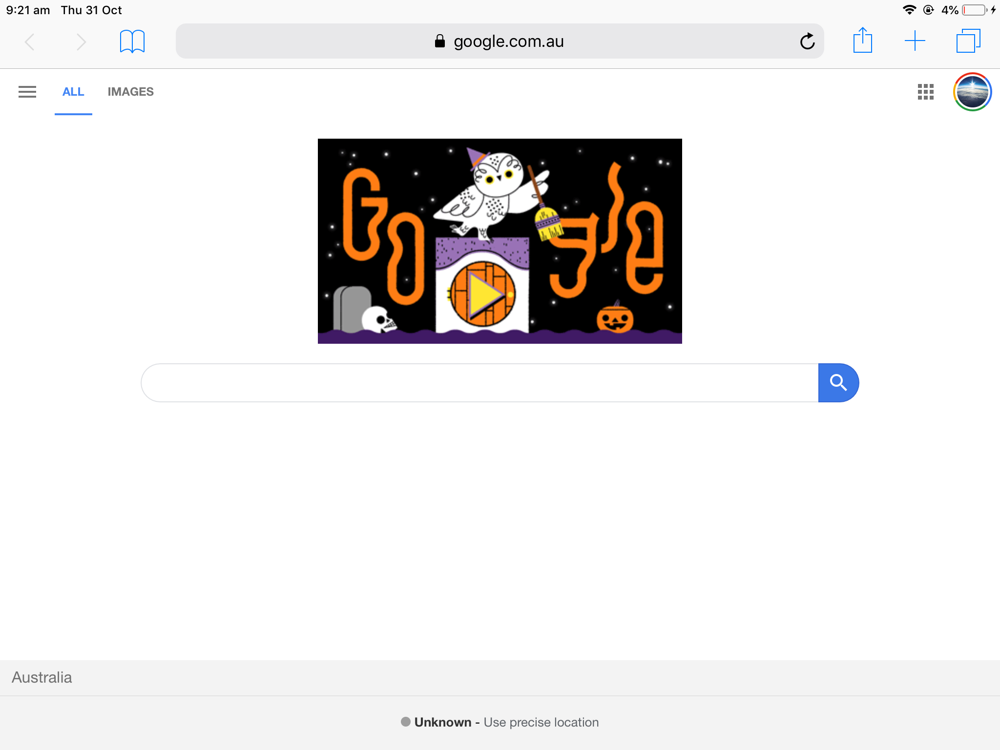 9:21 am Thu 31 Oct 4%
google.com.au
ALL IMAGES
Google
Australia
Unknown - Use precise location